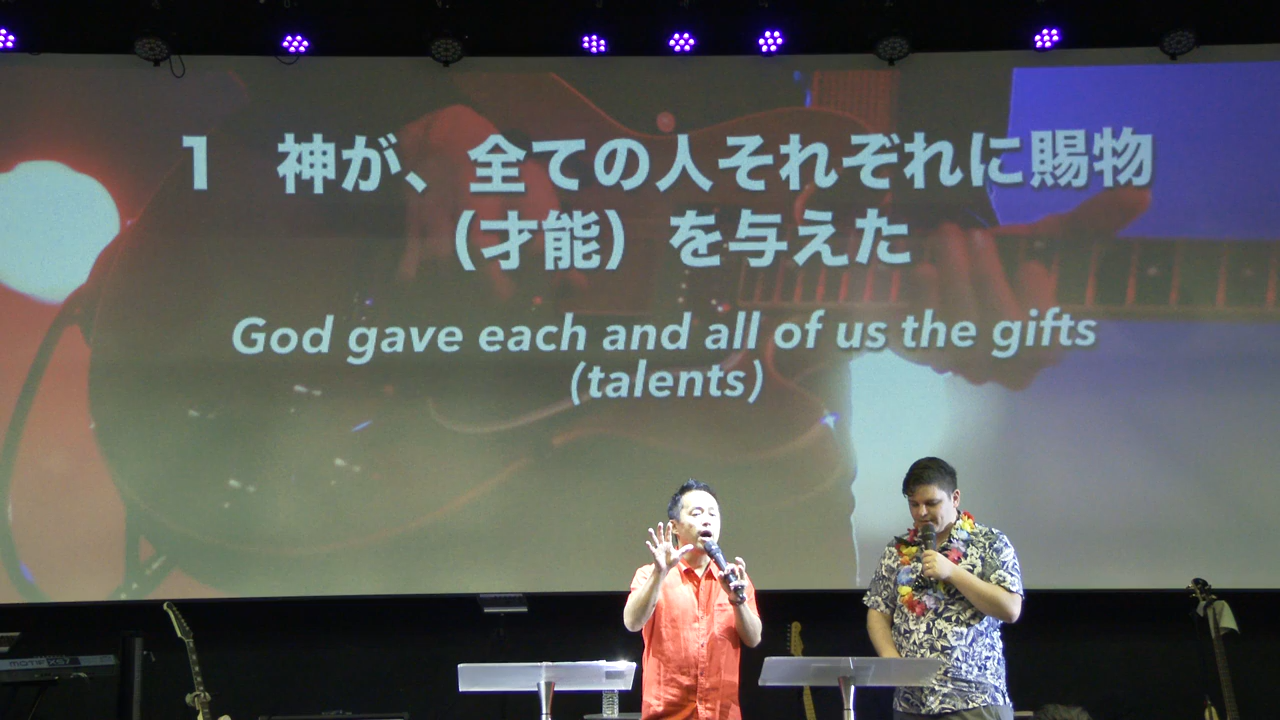 1 神が、全ての人それぞれに賜物
（才能）を与えた
God gave each and all of us the gifts
(talents)